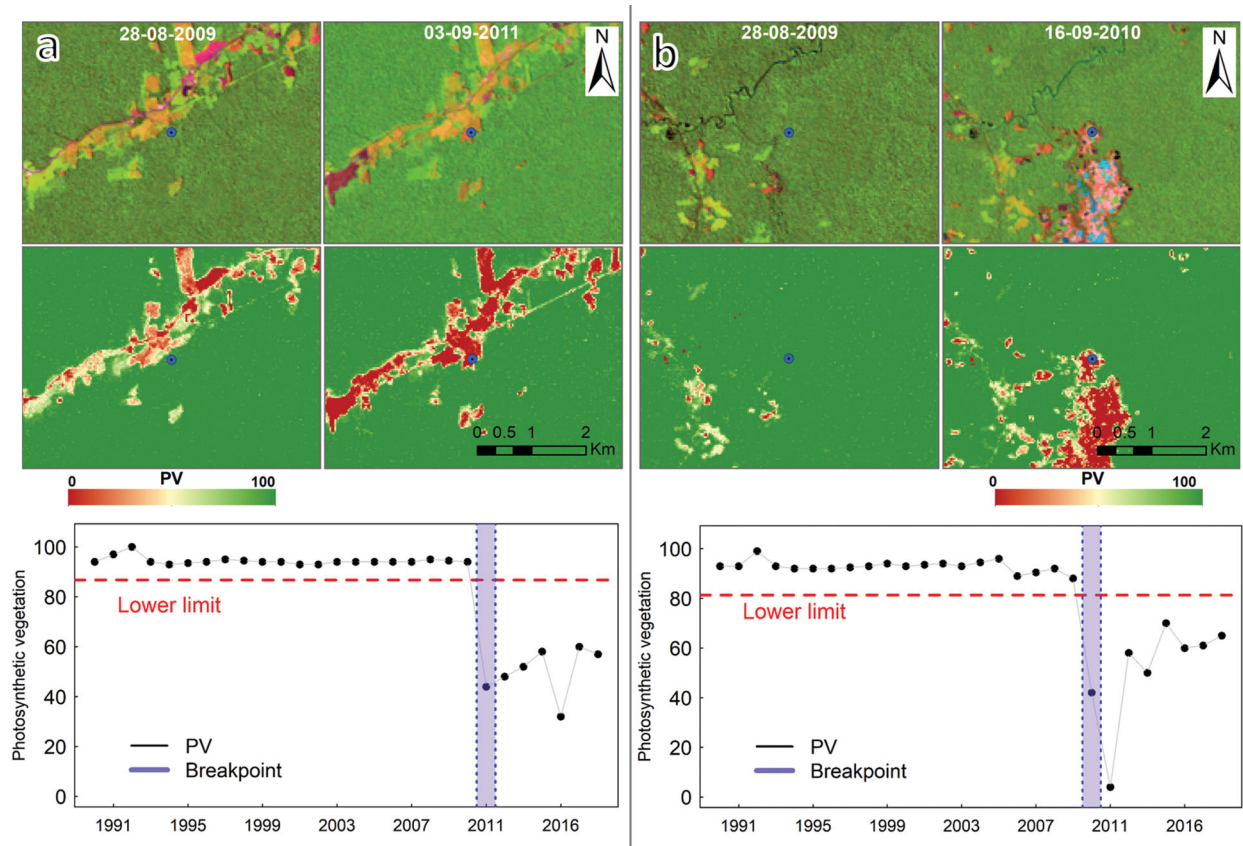 a
28-08-2009
03-09-2011
N
0 0.5 1 2
Km
PV
0 100
Photosynthetic vegetation
100
80
60
40
20
0
Lower limit
PV
Breakpoint
1991 1995 1999 2003 2007 2011 2016
b
28-08-2009
16-09-2010
N
0 0.5 1 2
Km
PV
0 100
Photosynthetic vegetation
100
80
60
40
20
0
Lower limit
PV
Breakpoint
1991 1995 1999 2003 2007 2011 2016